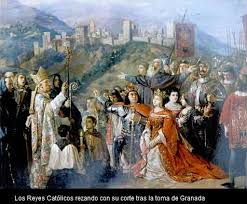 Los Reyes Católicos rezando con su corte tras la toma de Granada